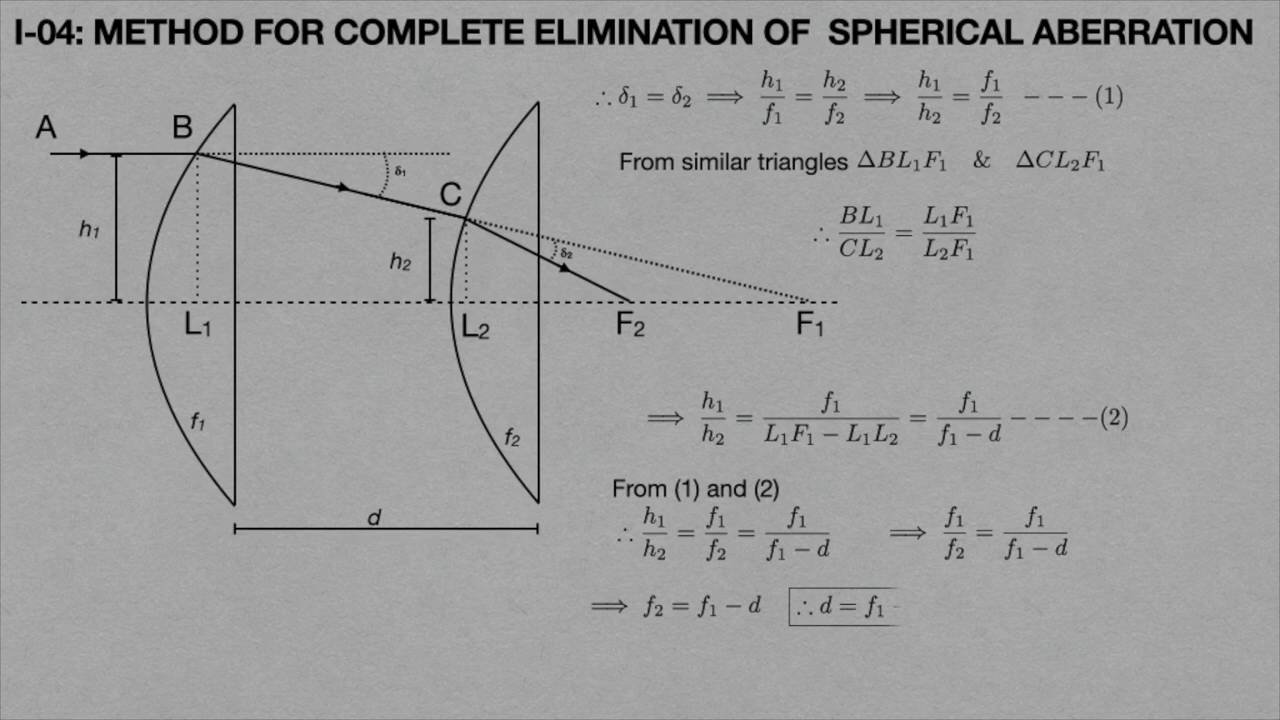 I-04: METHOD FOR COMPLETE ELIMINATION OF SPHERICAL ABERRATION
∴ δ₁ = δ₂ ⟹ h₁/f₁ = h₂/f₂ ⟹ h₁/h₂ = f₁/f₂ - - - (1)
From similar triangles ΔBL₁F₁ & ΔCL₂F₁
∴ BL₁/CL₂ = L₁F₁/L₂F₁
⟹ h₁/h₂ = f₁/(L₁F₁ − L₁L₂) = f₁/(f₁ − d) - - - -(2)
From (1) and (2)
∴ h₁/h₂ = f₁/f₂ = f₁/(f₁ − d) ⟹ f₁/f₂ = f₁/(f₁ − d)
⟹ f₂ = f₁ − d ∴ d = f₁ -
A B
δ₁
C
h₁
h₂
δ₂
L₁ L₂ F₂ F₁
f₁
f₂
d